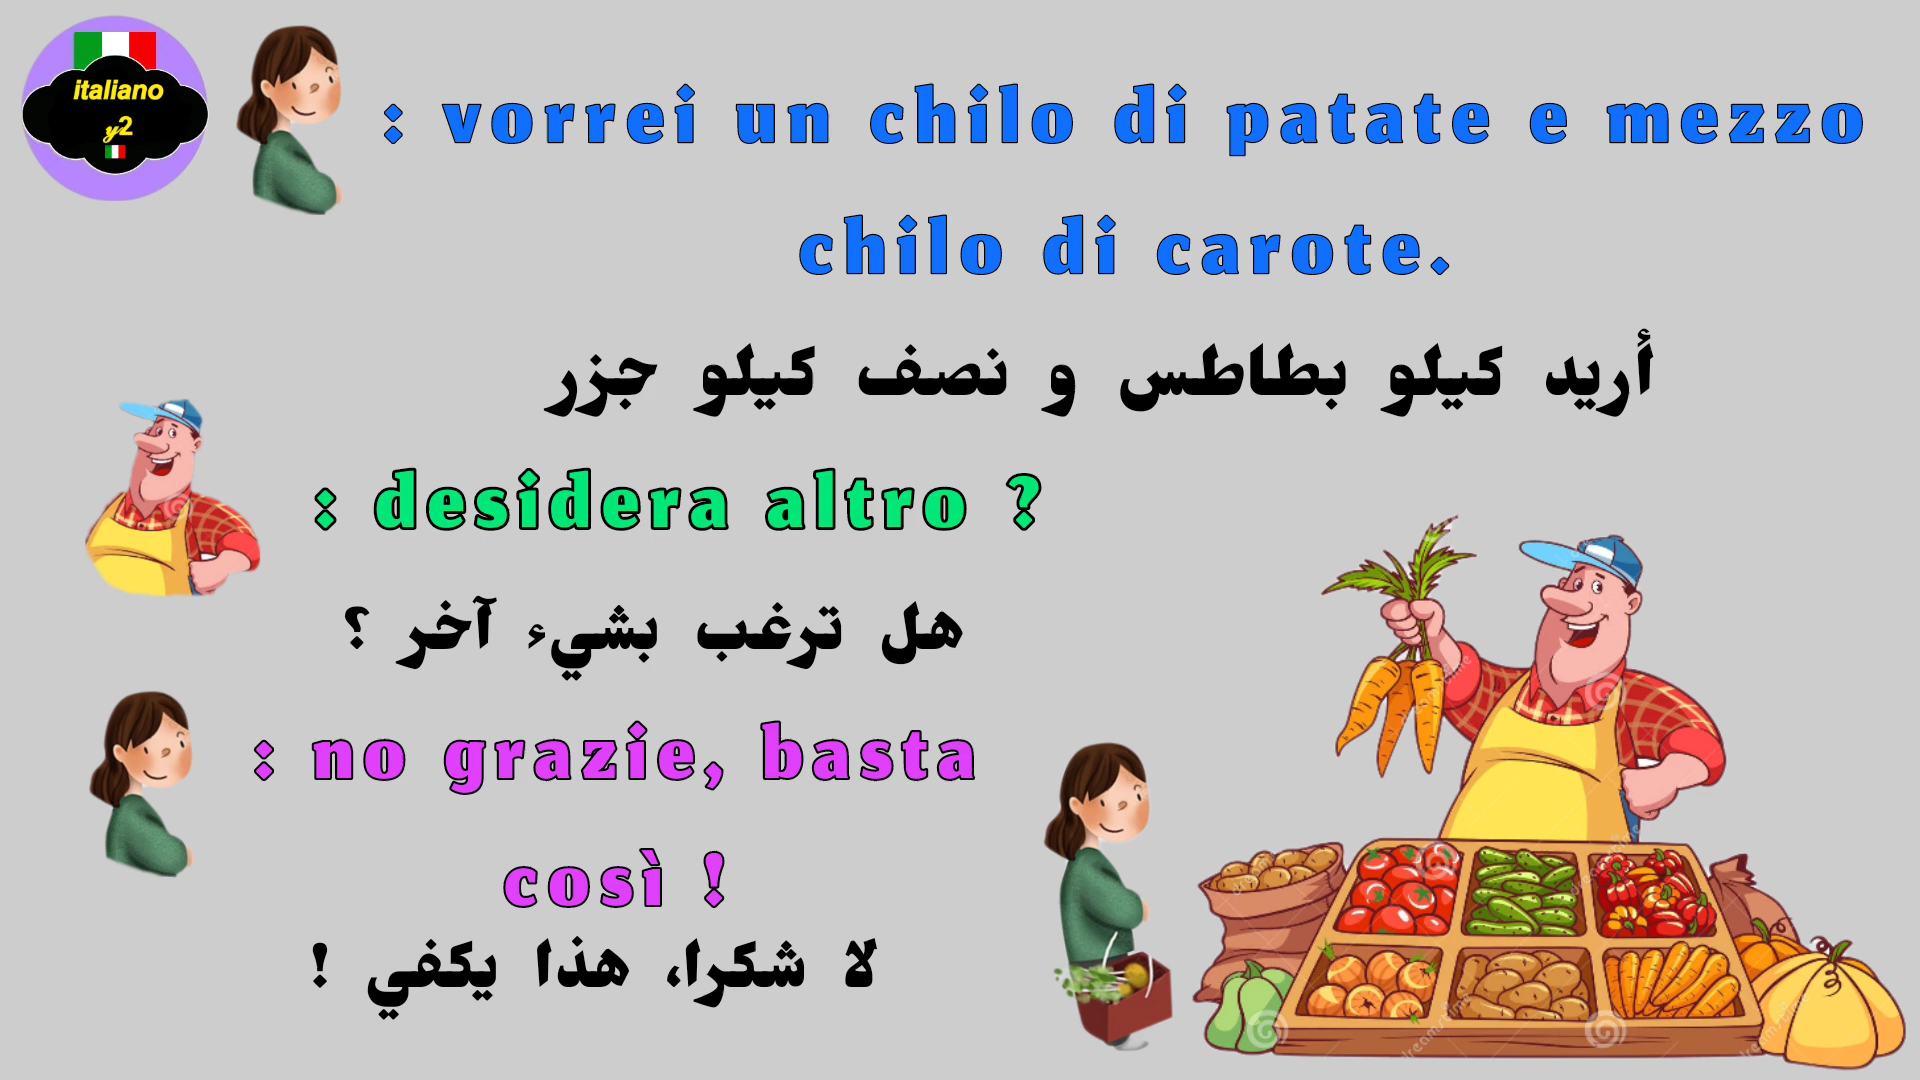 italiano
y2
: vorrei un chilo di patate e mezzo
chilo di carote.
أريد كيلو بطاطس و نصف كيلو جزر
: desidera altro ?
هل ترغب بشيء آخر ؟
: no grazie, basta
così !
لا شكرا، هذا يكفي !